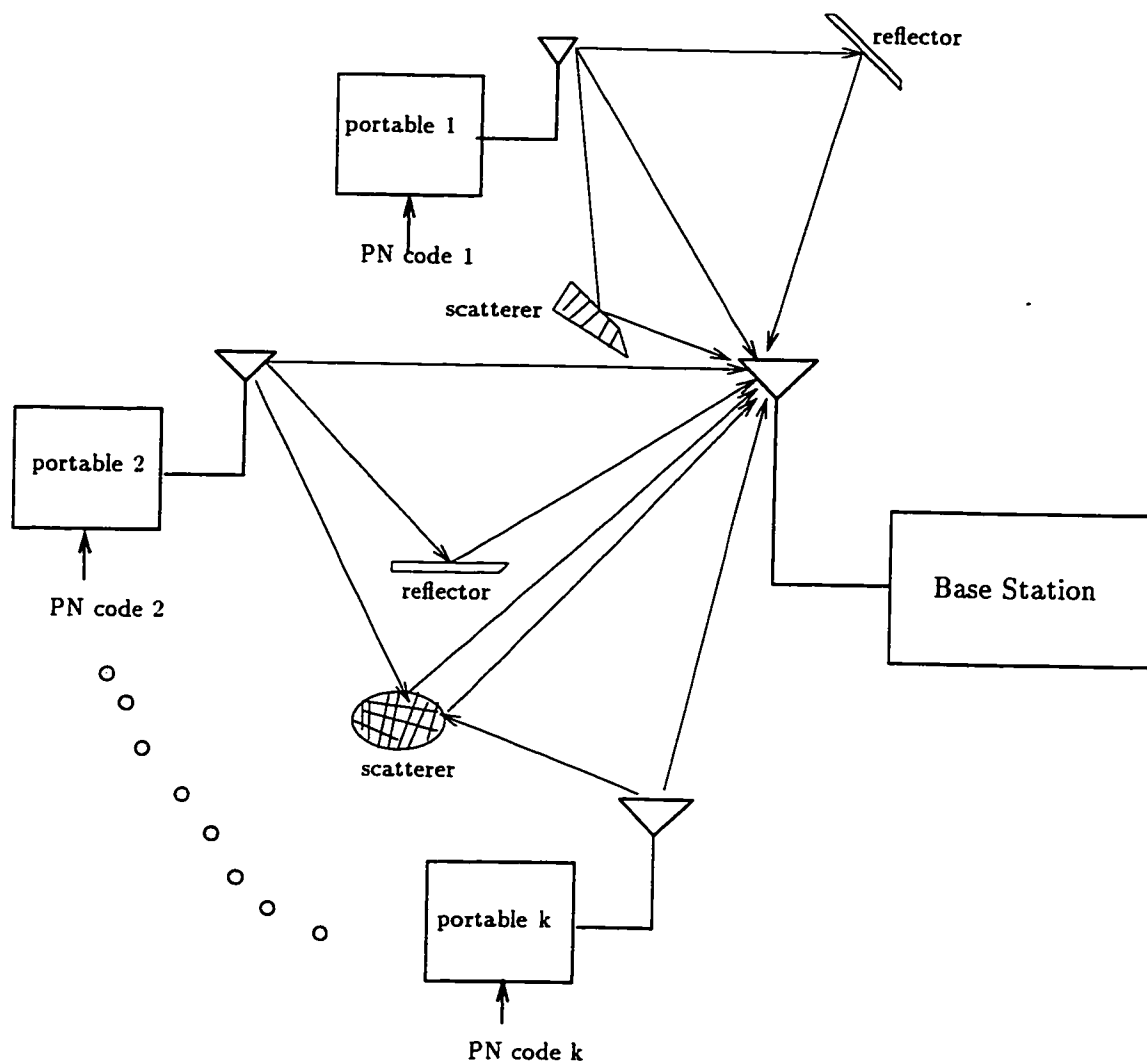 reflector
portable 1
PN code 1
scatterer
portable 2
PN code 2
reflector
Base Station
scatterer
portable k
PN code k